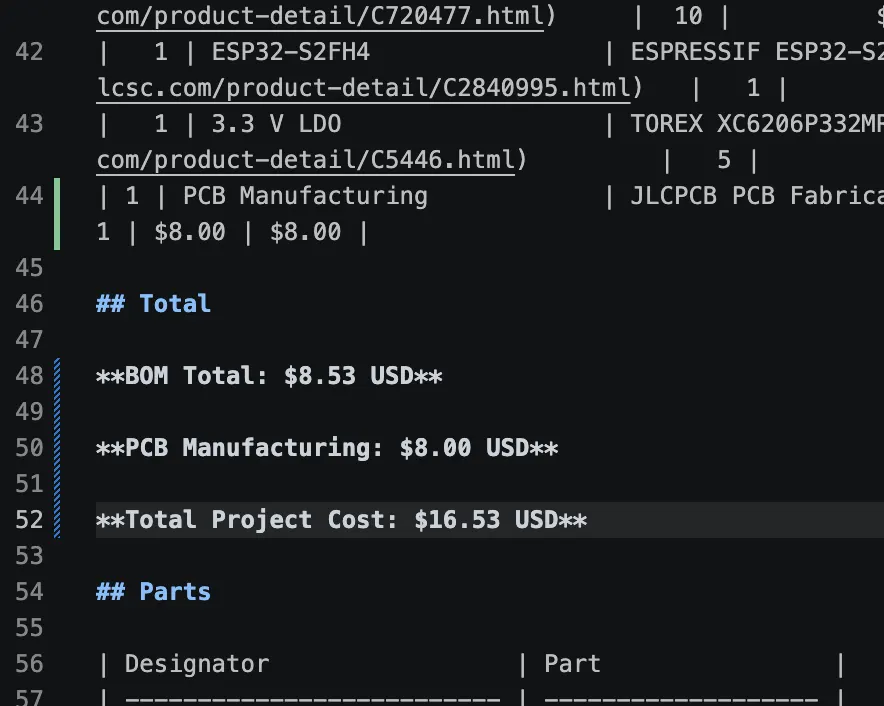 com/product-detail/C720477.html)      |  10 |          $
42 |   1 | ESP32-S2FH4                | ESPRESSIF ESP32-S2
lcsc.com/product-detail/C2840995.html)   |   1 |
43 |   1 | 3.3 V LDO                  | TOREX XC6206P332MR
com/product-detail/C5446.html)         |   5 |
44 | 1 | PCB Manufacturing            | JLCPCB PCB Fabrica
1 | $8.00 | $8.00 |
45
46 ## Total
47
48 **BOM Total: $8.53 USD**
49
50 **PCB Manufacturing: $8.00 USD**
51
52 **Total Project Cost: $16.53 USD**
53
54 ## Parts
55
56 | Designator                 | Part                |
57 | -------------------------- | ------------------- |